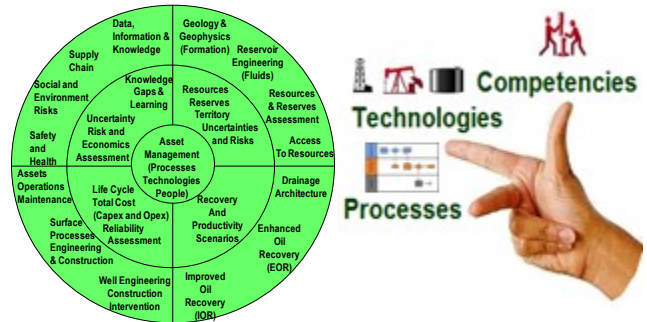 Data,
Information &
Knowledge
Geology &
Geophysics
(Formation)
Reservoir
Engineering
(Fluids)
Resources
& Reserves
Assessment
Access
To Resources
Drainage
Architecture
Enhanced
Oil
Recovery
(EOR)
Improved
Oil
Recovery
(IOR)
Well Engineering
Construction
Intervention
Surface
Processes
Engineering
& Construction
Assets
Operations
Maintenance
Safety
and
Health
Social and
Environment
Risks
Supply
Chain
Knowledge
Gaps &
Learning
Resources
Reserves
Territory
Uncertainties
and Risks
Recovery
And
Productivity
Scenarios
Life Cycle
Total Cost
(Capex and Opex)
Reliability
Assessment
Uncertainty
Risk and
Economics
Assessment
Asset
Management
(Processes
Technologies
People)
Competencies
Technologies
Processes